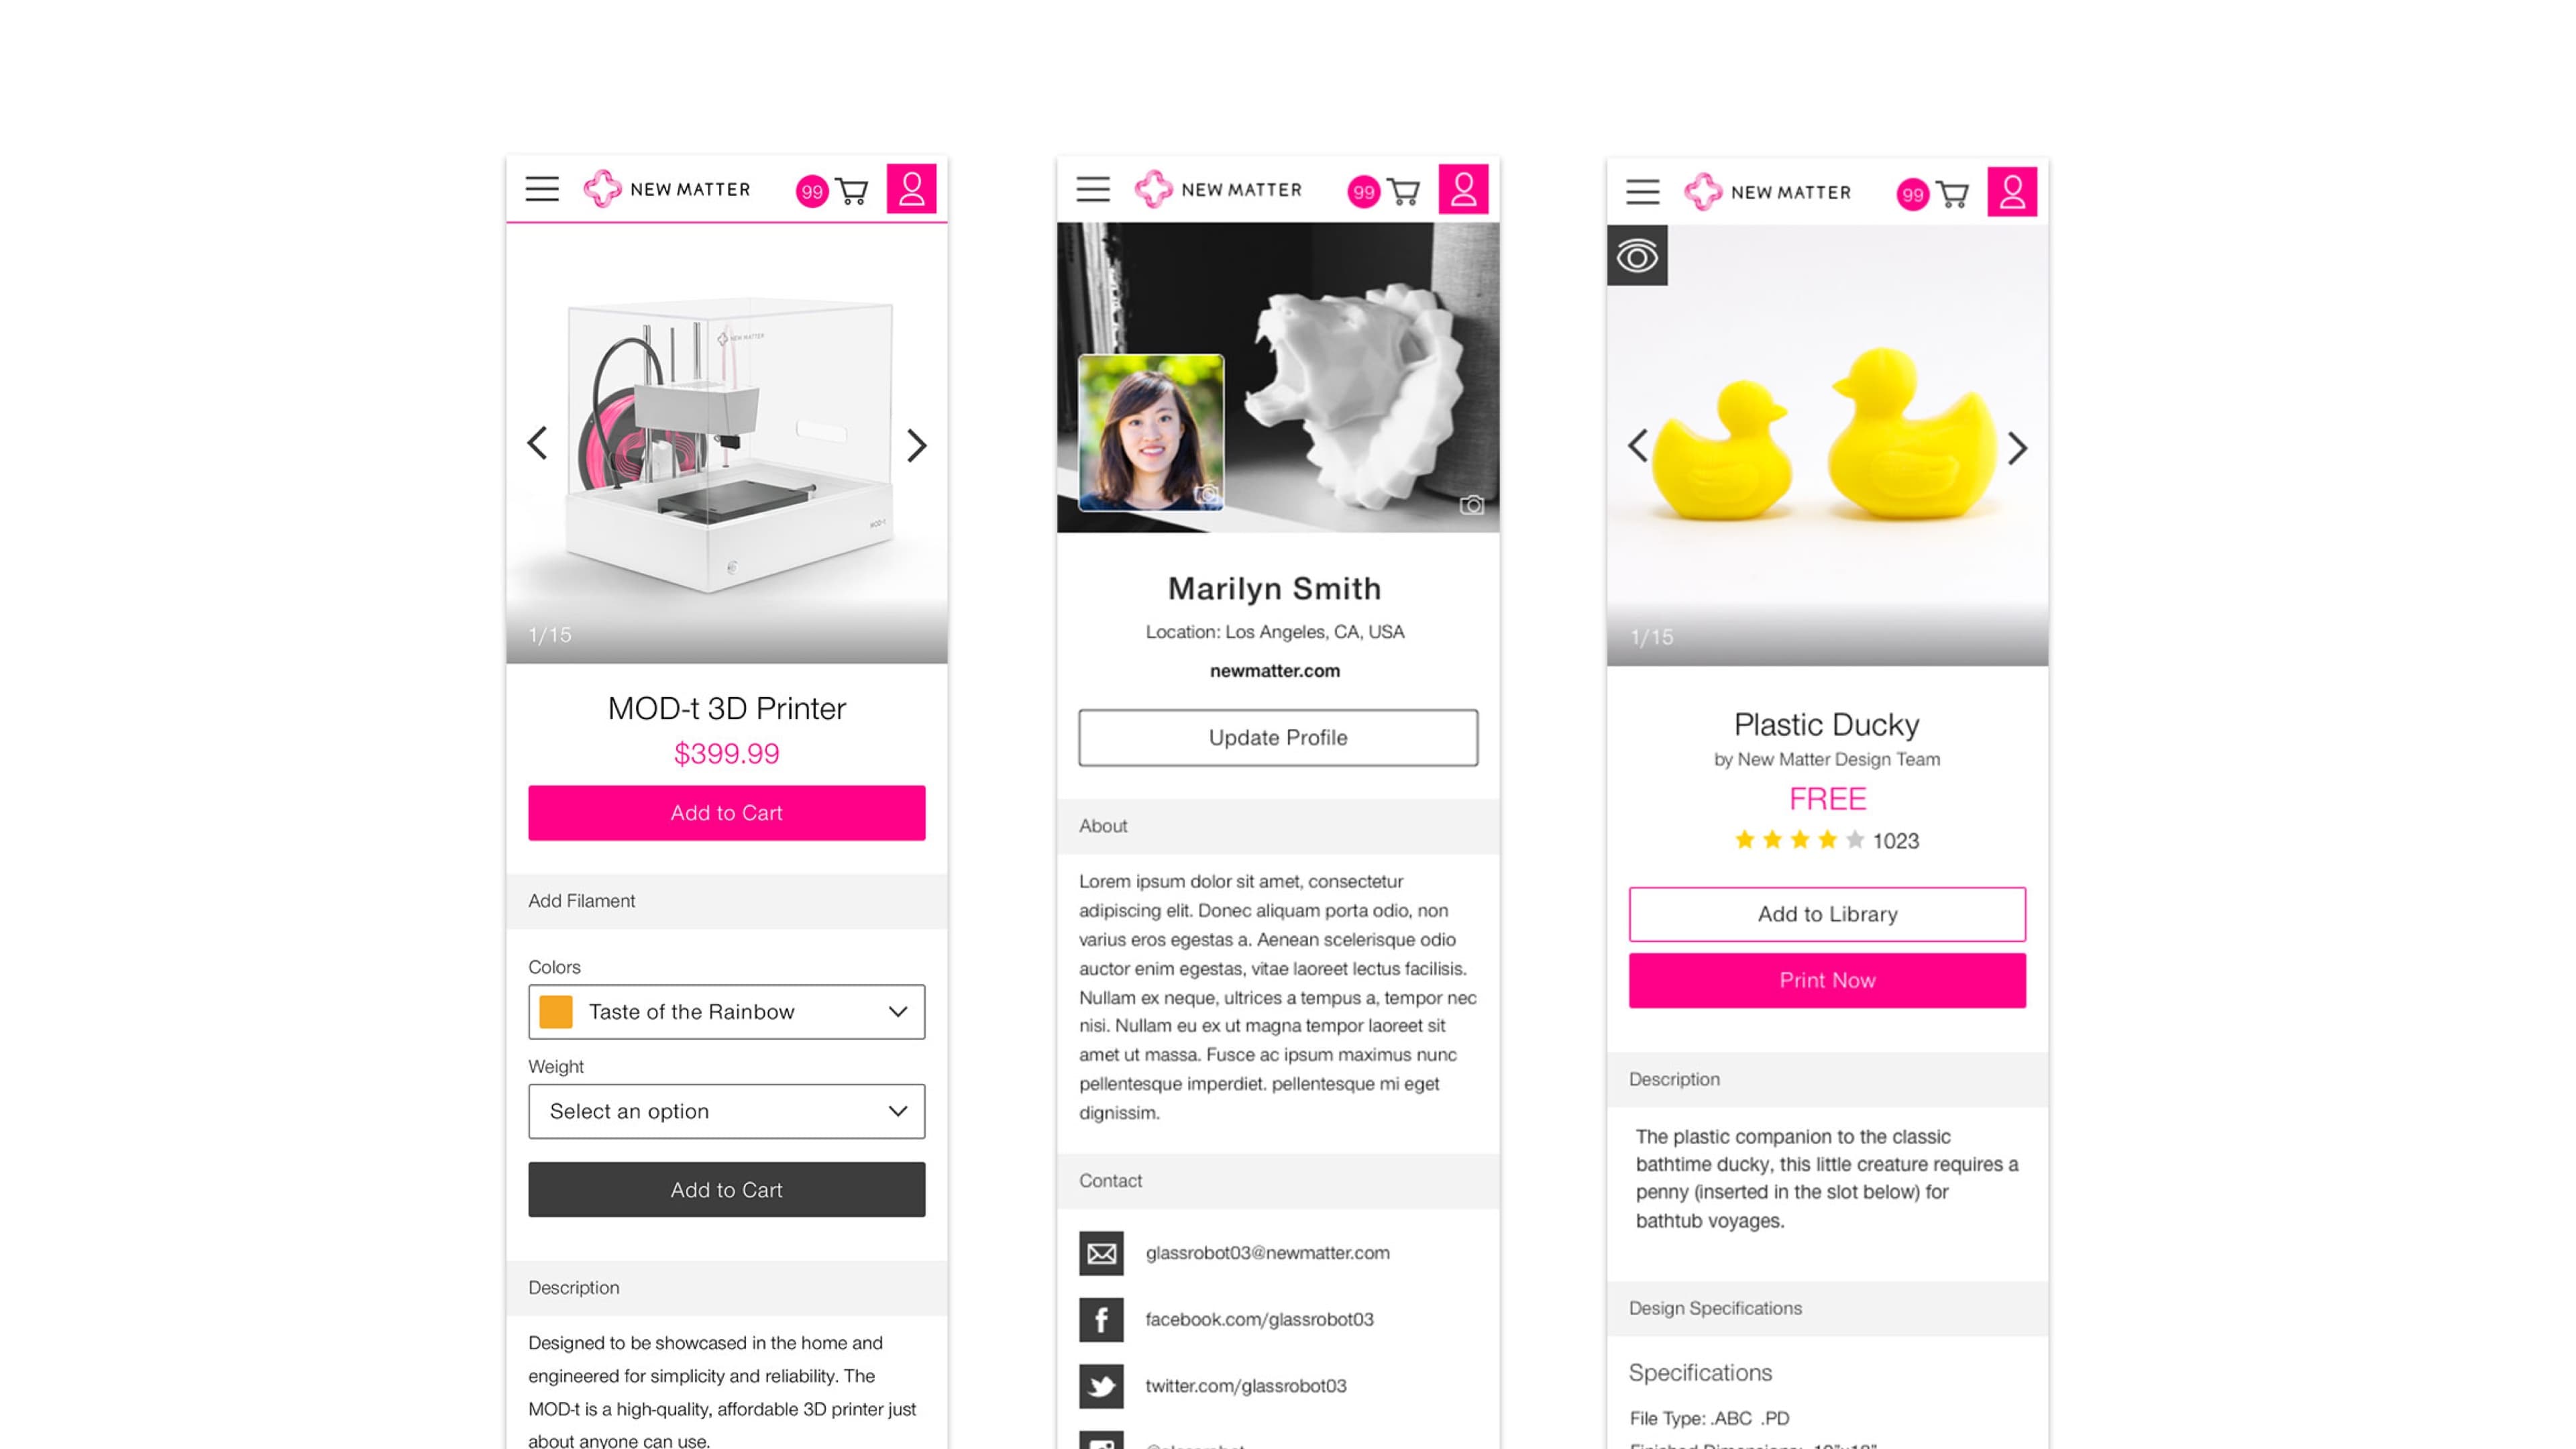 NEW MATTER
99
NEW MATTER
MOD-t
1/15
MOD-t 3D Printer
$399.99
Add to Cart
Add Filament
Colors
Taste of the Rainbow
Weight
Select an option
Add to Cart
Description
Designed to be showcased in the home and
engineered for simplicity and reliability. The
MOD-t is a high-quality, affordable 3D printer just
about anyone can use.
NEW MATTER
99
Marilyn Smith
Location: Los Angeles, CA, USA
newmatter.com
Update Profile
About
Lorem ipsum dolor sit amet, consectetur
adipiscing elit. Donec aliquam porta odio, non
varius eros egestas a. Aenean scelerisque odio
auctor enim egestas, vitae laoreet lectus facilisis.
Nullam ex neque, ultrices a tempus a, tempor nec
nisi. Nullam eu ex ut magna tempor laoreet sit
amet ut massa. Fusce ac ipsum maximus nunc
pellentesque imperdiet. pellentesque mi eget
dignissim.
Contact
glassrobot03@newmatter.com
facebook.com/glassrobot03
twitter.com/glassrobot03
NEW MATTER
99
1/15
Plastic Ducky
by New Matter Design Team
FREE
1023
Add to Library
Print Now
Description
The plastic companion to the classic
bathtime ducky, this little creature requires a
penny (inserted in the slot below) for
bathtub voyages.
Design Specifications
Specifications
File Type: .ABC .PD